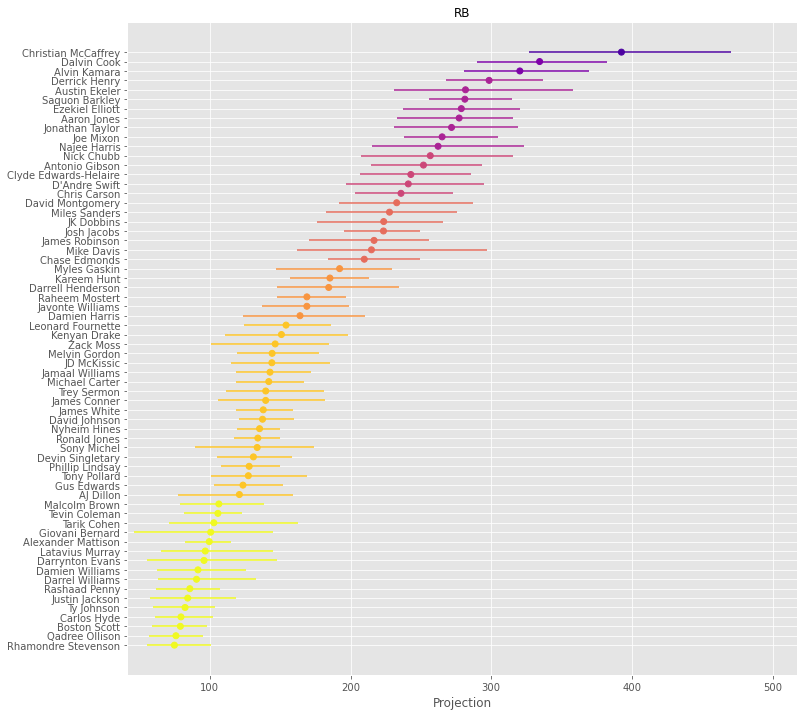 RB
Christian McCaffrey
Dalvin Cook
Alvin Kamara
Derrick Henry
Austin Ekeler
Saquon Barkley
Ezekiel Elliott
Aaron Jones
Jonathan Taylor
Joe Mixon
Najee Harris
Nick Chubb
Antonio Gibson
Clyde Edwards-Helaire
D'Andre Swift
Chris Carson
David Montgomery
Miles Sanders
JK Dobbins
Josh Jacobs
James Robinson
Mike Davis
Chase Edmonds
Myles Gaskin
Kareem Hunt
Darrell Henderson
Raheem Mostert
Javonte Williams
Damien Harris
Leonard Fournette
Kenyan Drake
Zack Moss
Melvin Gordon
JD McKissic
Jamaal Williams
Michael Carter
Trey Sermon
James Conner
James White
David Johnson
Nyheim Hines
Ronald Jones
Sony Michel
Devin Singletary
Phillip Lindsay
Tony Pollard
Gus Edwards
AJ Dillon
Malcolm Brown
Tevin Coleman
Tarik Cohen
Giovani Bernard
Alexander Mattison
Latavius Murray
Darrynton Evans
Damien Williams
Darrel Williams
Rashaad Penny
Justin Jackson
Ty Johnson
Carlos Hyde
Boston Scott
Qadree Ollison
Rhamondre Stevenson
100 200 300 400 500
Projection